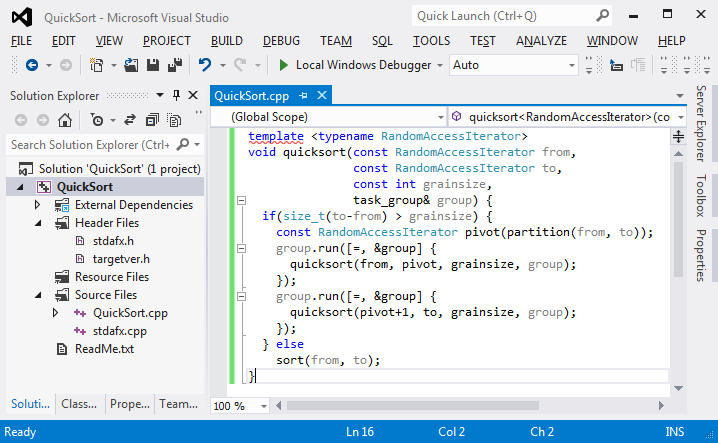 QuickSort - Microsoft Visual Studio
Quick Launch (Ctrl+Q)
FILE EDIT VIEW PROJECT BUILD DEBUG TEAM SQL TOOLS TEST ANALYZE WINDOW HELP
Local Windows Debugger Auto
Solution Explorer
Search Solution Explorer (Ctrl
Solution 'QuickSort' (1 project)
QuickSort
External Dependencies
Header Files
stdafx.h
targetver.h
Resource Files
Source Files
QuickSort.cpp
stdafx.cpp
ReadMe.txt
Soluti... Class... Prope... Team...
QuickSort.cpp
(Global Scope) quicksort<RandomAccessIterator>(co
template <typename RandomAccessIterator>
void quicksort(const RandomAccessIterator from,
const RandomAccessIterator to,
const int grainsize,
task_group& group) {
if(size_t(to-from) > grainsize) {
const RandomAccessIterator pivot(partition(from, to));
group.run([=, &group] {
quicksort(from, pivot, grainsize, group);
});
group.run([=, &group] {
quicksort(pivot+1, to, grainsize, group);
});
} else
sort(from, to);
}
100 %
Server Explorer
Toolbox
Properties
Ready Ln 16 Col 2 Ch 2 INS